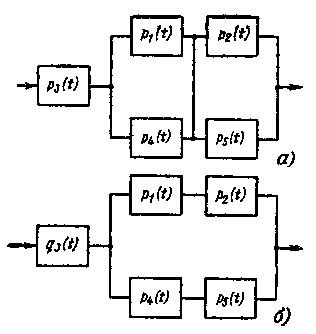 p₁(t)
p₂(t)
p₃(t)
p₄(t)
p₅(t)
а)
p₁(t)
p₂(t)
q₃(t)
p₄(t)
p₅(t)
б)